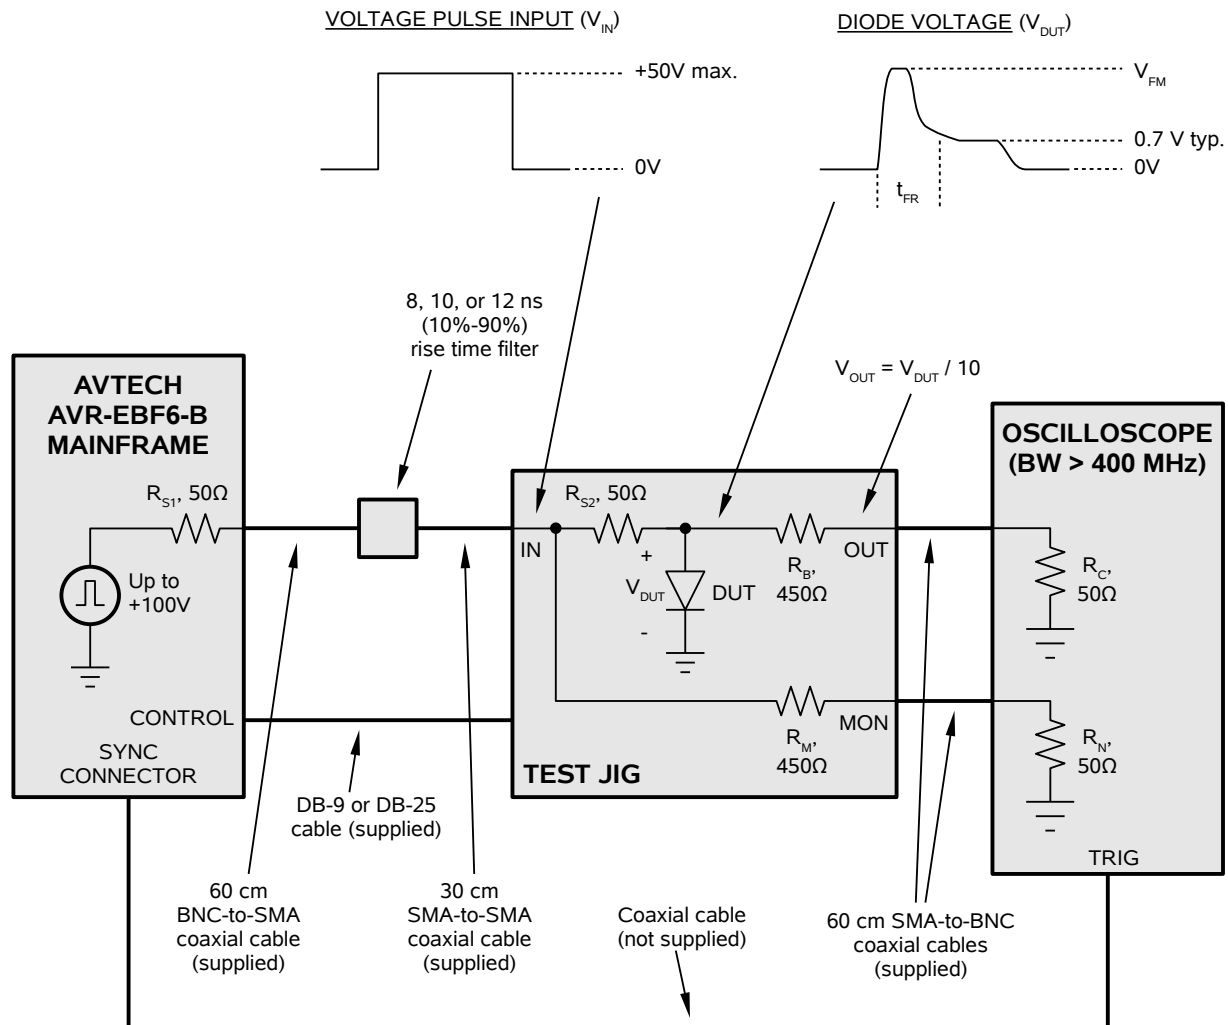 VOLTAGE PULSE INPUT (V_IN)
+50V max.
0V
DIODE VOLTAGE (V_DUT)
V_FM
0.7 V typ.
0V
t_FR
8, 10, or 12 ns
(10%-90%)
rise time filter
V_OUT = V_DUT / 10
AVTECH
AVR-EBF6-B
MAINFRAME
R_S1, 50Ω
Up to
+100V
CONTROL
SYNC
CONNECTOR
IN
R_S2, 50Ω
+
V_DUT
-
DUT
R_B,
450Ω
OUT
R_M,
450Ω
MON
TEST JIG
OSCILLOSCOPE
(BW > 400 MHz)
R_C,
50Ω
R_N,
50Ω
TRIG
DB-9 or DB-25
cable (supplied)
60 cm
BNC-to-SMA
coaxial cable
(supplied)
30 cm
SMA-to-SMA
coaxial cable
(supplied)
Coaxial cable
(not supplied)
60 cm SMA-to-BNC
coaxial cables
(supplied)